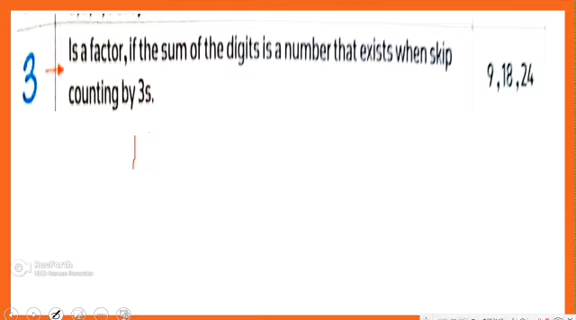 3 Is a factor, if the sum of the digits is a number that exists when skip
counting by 3s.
9, 18, 24